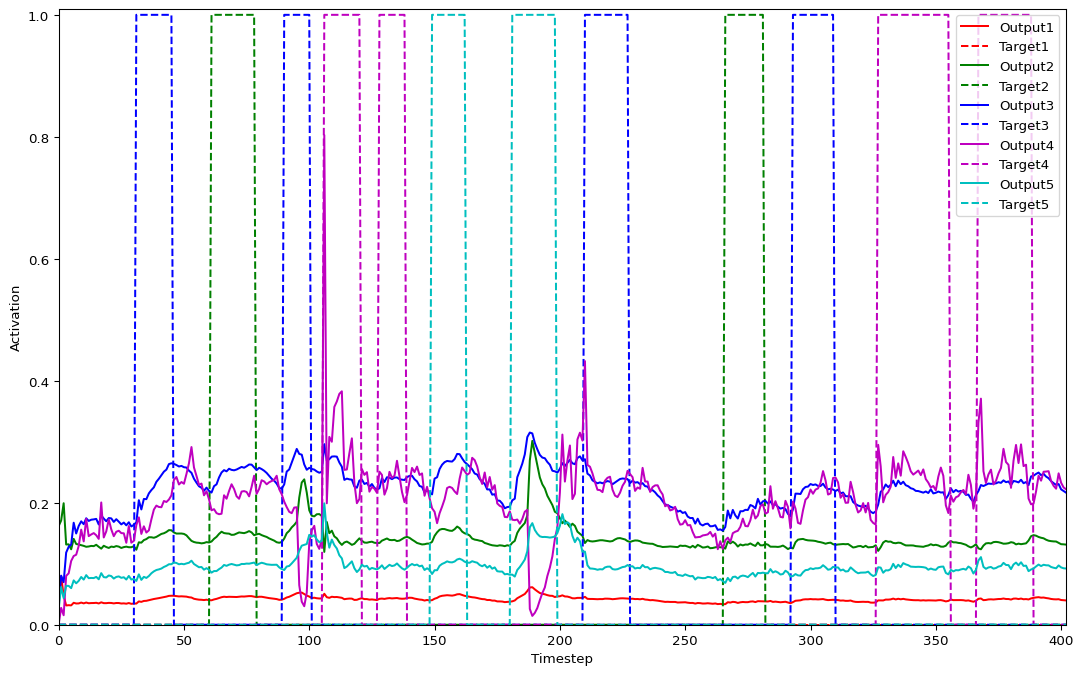 1.0
0.8
0.6
0.4
0.2
0.0
Activation
0
50
100
150
200
250
300
350
400
Timestep
Output1
Target1
Output2
Target2
Output3
Target3
Output4
Target4
Output5
Target5